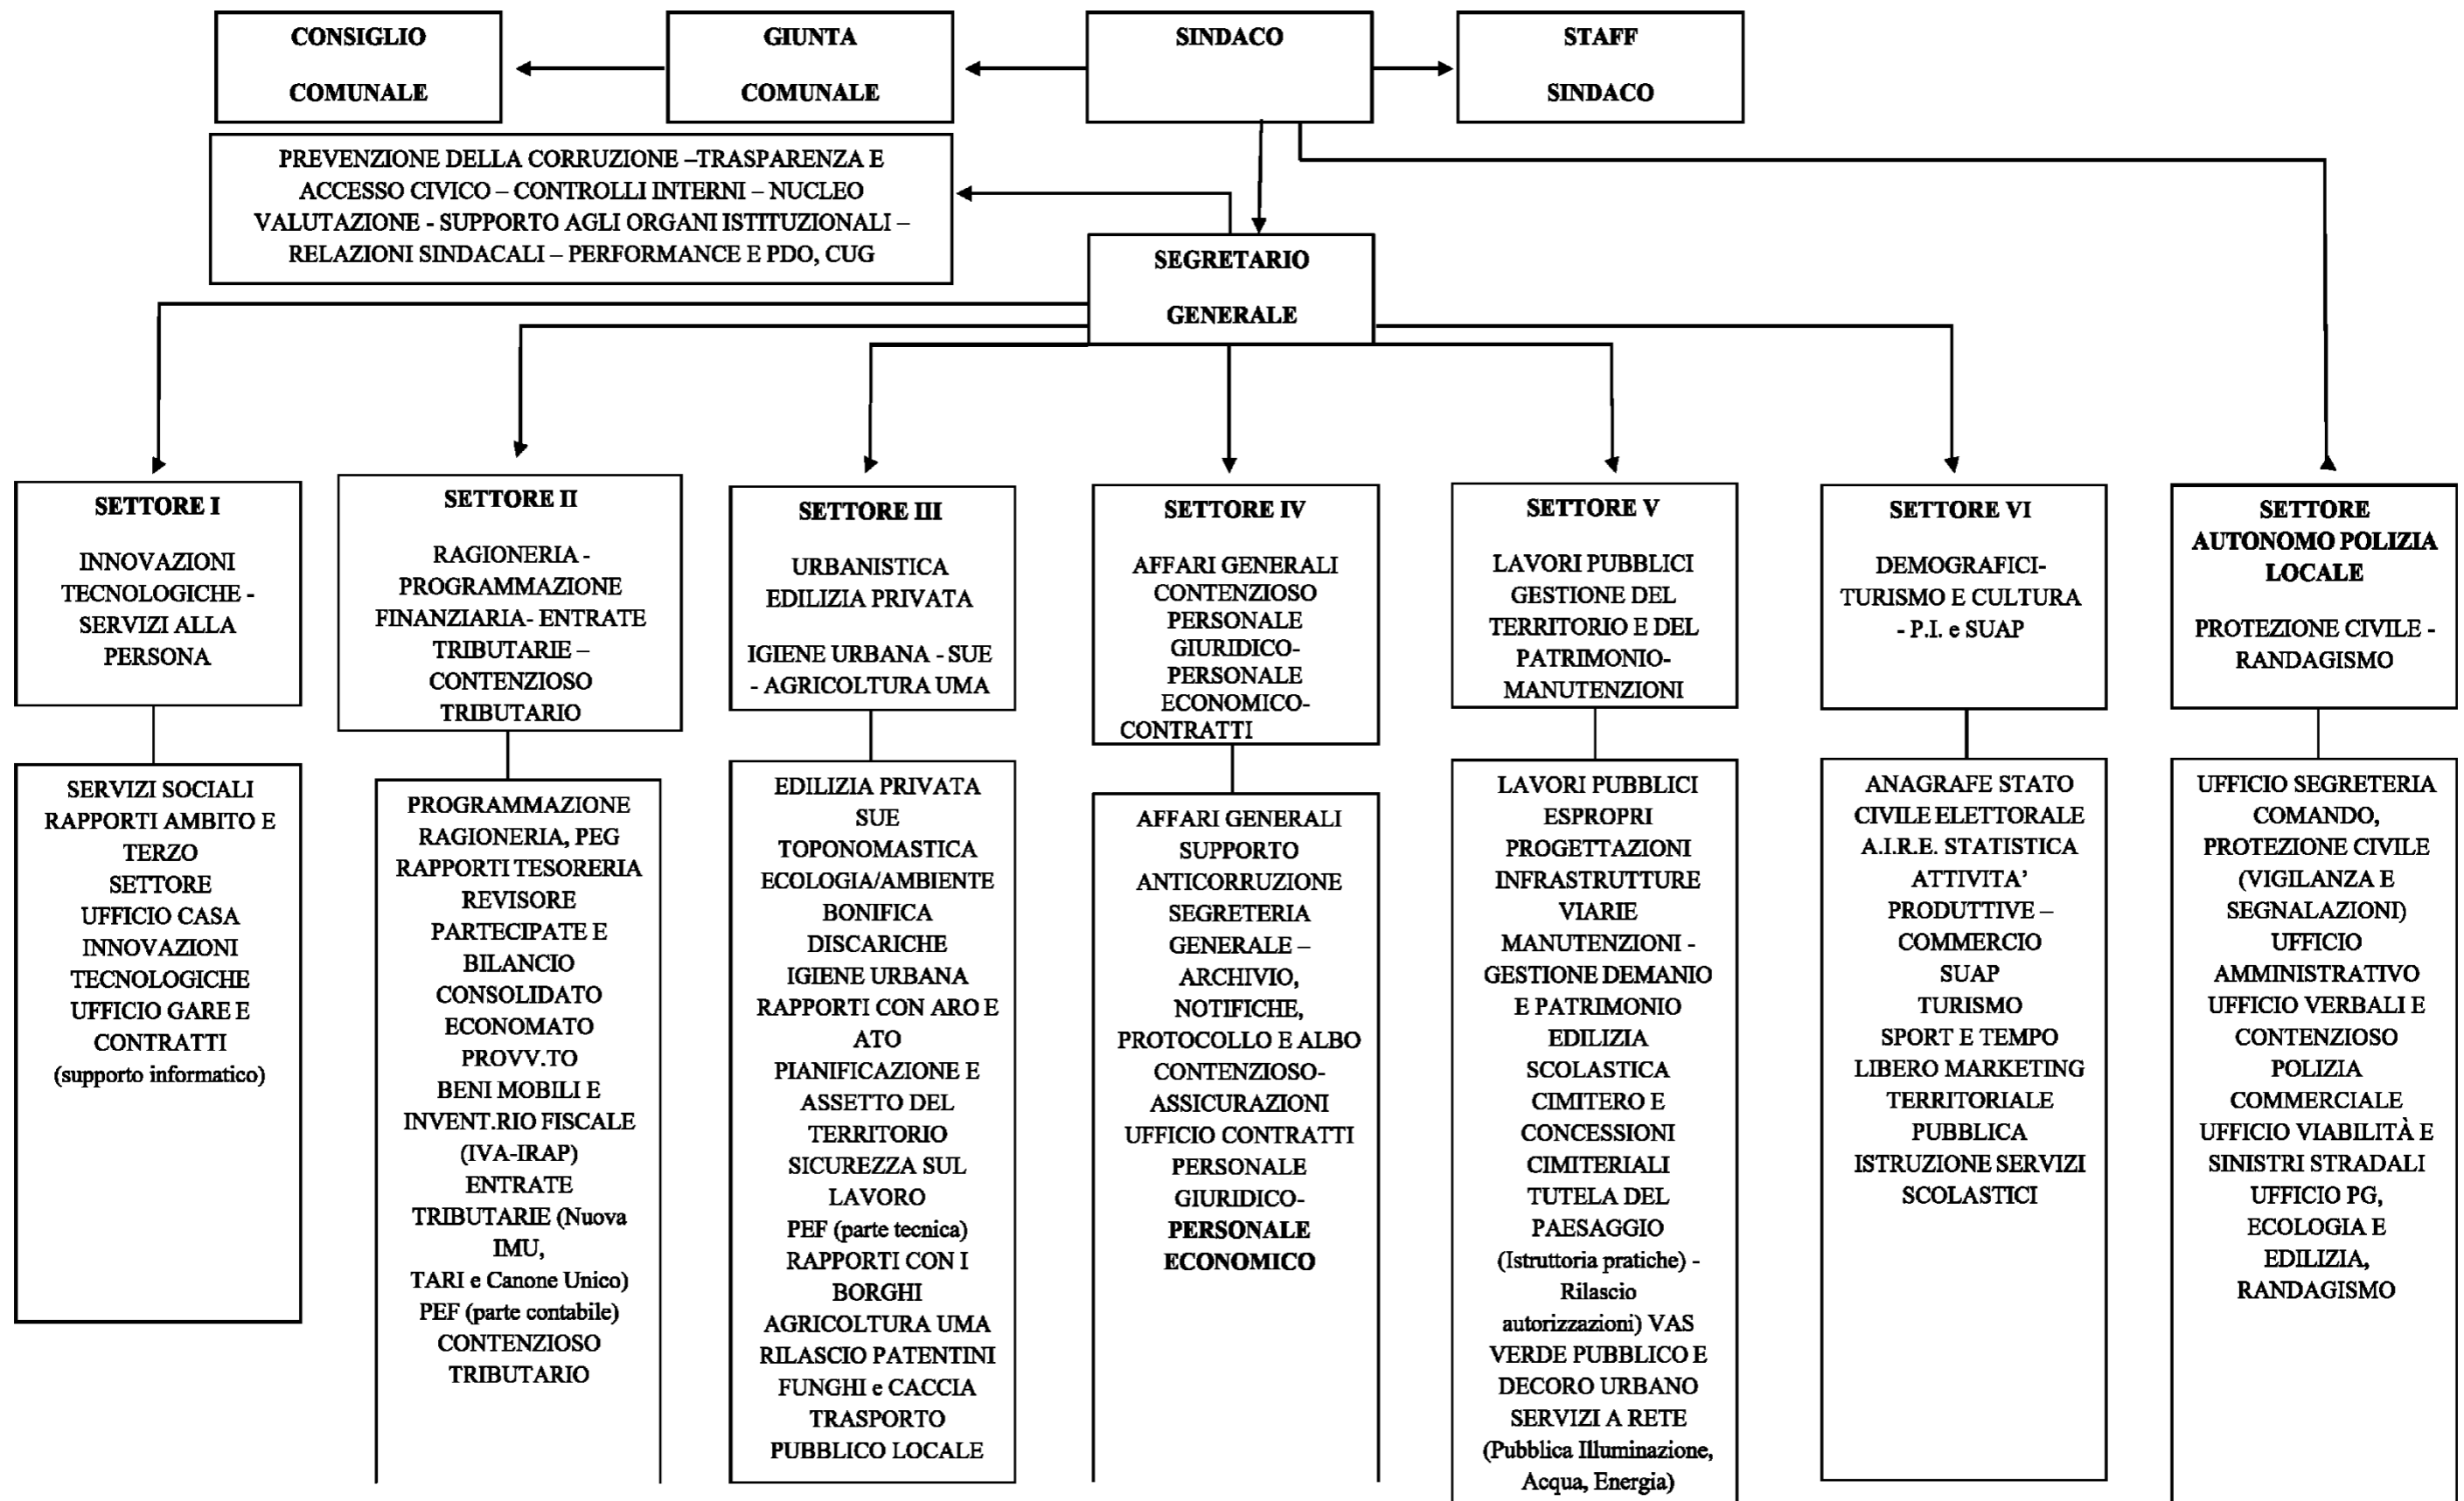 CONSIGLIO
COMUNALE
GIUNTA
COMUNALE
SINDACO
STAFF
SINDACO
PREVENZIONE DELLA CORRUZIONE –TRASPARENZA E
ACCESSO CIVICO – CONTROLLI INTERNI – NUCLEO
VALUTAZIONE - SUPPORTO AGLI ORGANI ISTITUZIONALI –
RELAZIONI SINDACALI – PERFORMANCE E PDO, CUG
SEGRETARIO
GENERALE
SETTORE I
INNOVAZIONI
TECNOLOGICHE -
SERVIZI ALLA
PERSONA
SETTORE II
RAGIONERIA -
PROGRAMMAZIONE
FINANZIARIA- ENTRATE
TRIBUTARIE –
CONTENZIOSO
TRIBUTARIO
SETTORE III
URBANISTICA
EDILIZIA PRIVATA
IGIENE URBANA - SUE
- AGRICOLTURA UMA
SETTORE IV
AFFARI GENERALI
CONTENZIOSO
PERSONALE
GIURIDICO-
PERSONALE
ECONOMICO-
CONTRATTI
SETTORE V
LAVORI PUBBLICI
GESTIONE DEL
TERRITORIO E DEL
PATRIMONIO-
MANUTENZIONI
SETTORE VI
DEMOGRAFICI-
TURISMO E CULTURA
- P.I. e SUAP
SETTORE
AUTONOMO POLIZIA
LOCALE
PROTEZIONE CIVILE -
RANDAGISMO
SERVIZI SOCIALI
RAPPORTI AMBITO E
TERZO
SETTORE
UFFICIO CASA
INNOVAZIONI
TECNOLOGICHE
UFFICIO GARE E
CONTRATTI
(supporto informatico)
PROGRAMMAZIONE
RAGIONERIA, PEG
RAPPORTI TESORERIA
REVISORE
PARTECIPATE E
BILANCIO
CONSOLIDATO
ECONOMATO
PROVV.TO
BENI MOBILI E
INVENT.RIO FISCALE
(IVA-IRAP)
ENTRATE
TRIBUTARIE (Nuova
IMU,
TARI e Canone Unico)
PEF (parte contabile)
CONTENZIOSO
TRIBUTARIO
EDILIZIA PRIVATA
SUE
TOPONOMASTICA
ECOLOGIA/AMBIENTE
BONIFICA
DISCARICHE
IGIENE URBANA
RAPPORTI CON ARO E
ATO
PIANIFICAZIONE E
ASSETTO DEL
TERRITORIO
SICUREZZA SUL
LAVORO
PEF (parte tecnica)
RAPPORTI CON I
BORGHI
AGRICOLTURA UMA
RILASCIO PATENTINI
FUNGHI e CACCIA
TRASPORTO
PUBBLICO LOCALE
AFFARI GENERALI
SUPPORTO
ANTICORRUZIONE
SEGRETERIA
GENERALE –
ARCHIVIO,
NOTIFICHE,
PROTOCOLLO E ALBO
CONTENZIOSO-
ASSICURAZIONI
UFFICIO CONTRATTI
PERSONALE
GIURIDICO-
PERSONALE
ECONOMICO
LAVORI PUBBLICI
ESPROPRI
PROGETTAZIONI
INFRASTRUTTURE
VIARIE
MANUTENZIONI -
GESTIONE DEMANIO
E PATRIMONIO
EDILIZIA
SCOLASTICA
CIMITERO E
CONCESSIONI
CIMITERIALI
TUTELA DEL
PAESAGGIO
(Istruttoria pratiche) -
Rilascio
autorizzazioni) VAS
VERDE PUBBLICO E
DECORO URBANO
SERVIZI A RETE
(Pubblica Illuminazione,
Acqua, Energia)
ANAGRAFE STATO
CIVILE ELETTORALE
A.I.R.E. STATISTICA
ATTIVITA’
PRODUTTIVE –
COMMERCIO
SUAP
TURISMO
SPORT E TEMPO
LIBERO MARKETING
TERRITORIALE
PUBBLICA
ISTRUZIONE SERVIZI
SCOLASTICI
UFFICIO SEGRETERIA
COMANDO,
PROTEZIONE CIVILE
(VIGILANZA E
SEGNALAZIONI)
UFFICIO
AMMINISTRATIVO
UFFICIO VERBALI E
CONTENZIOSO
POLIZIA
COMMERCIALE
UFFICIO VIABILITÀ E
SINISTRI STRADALI
UFFICIO PG,
ECOLOGIA E
EDILIZIA,
RANDAGISMO